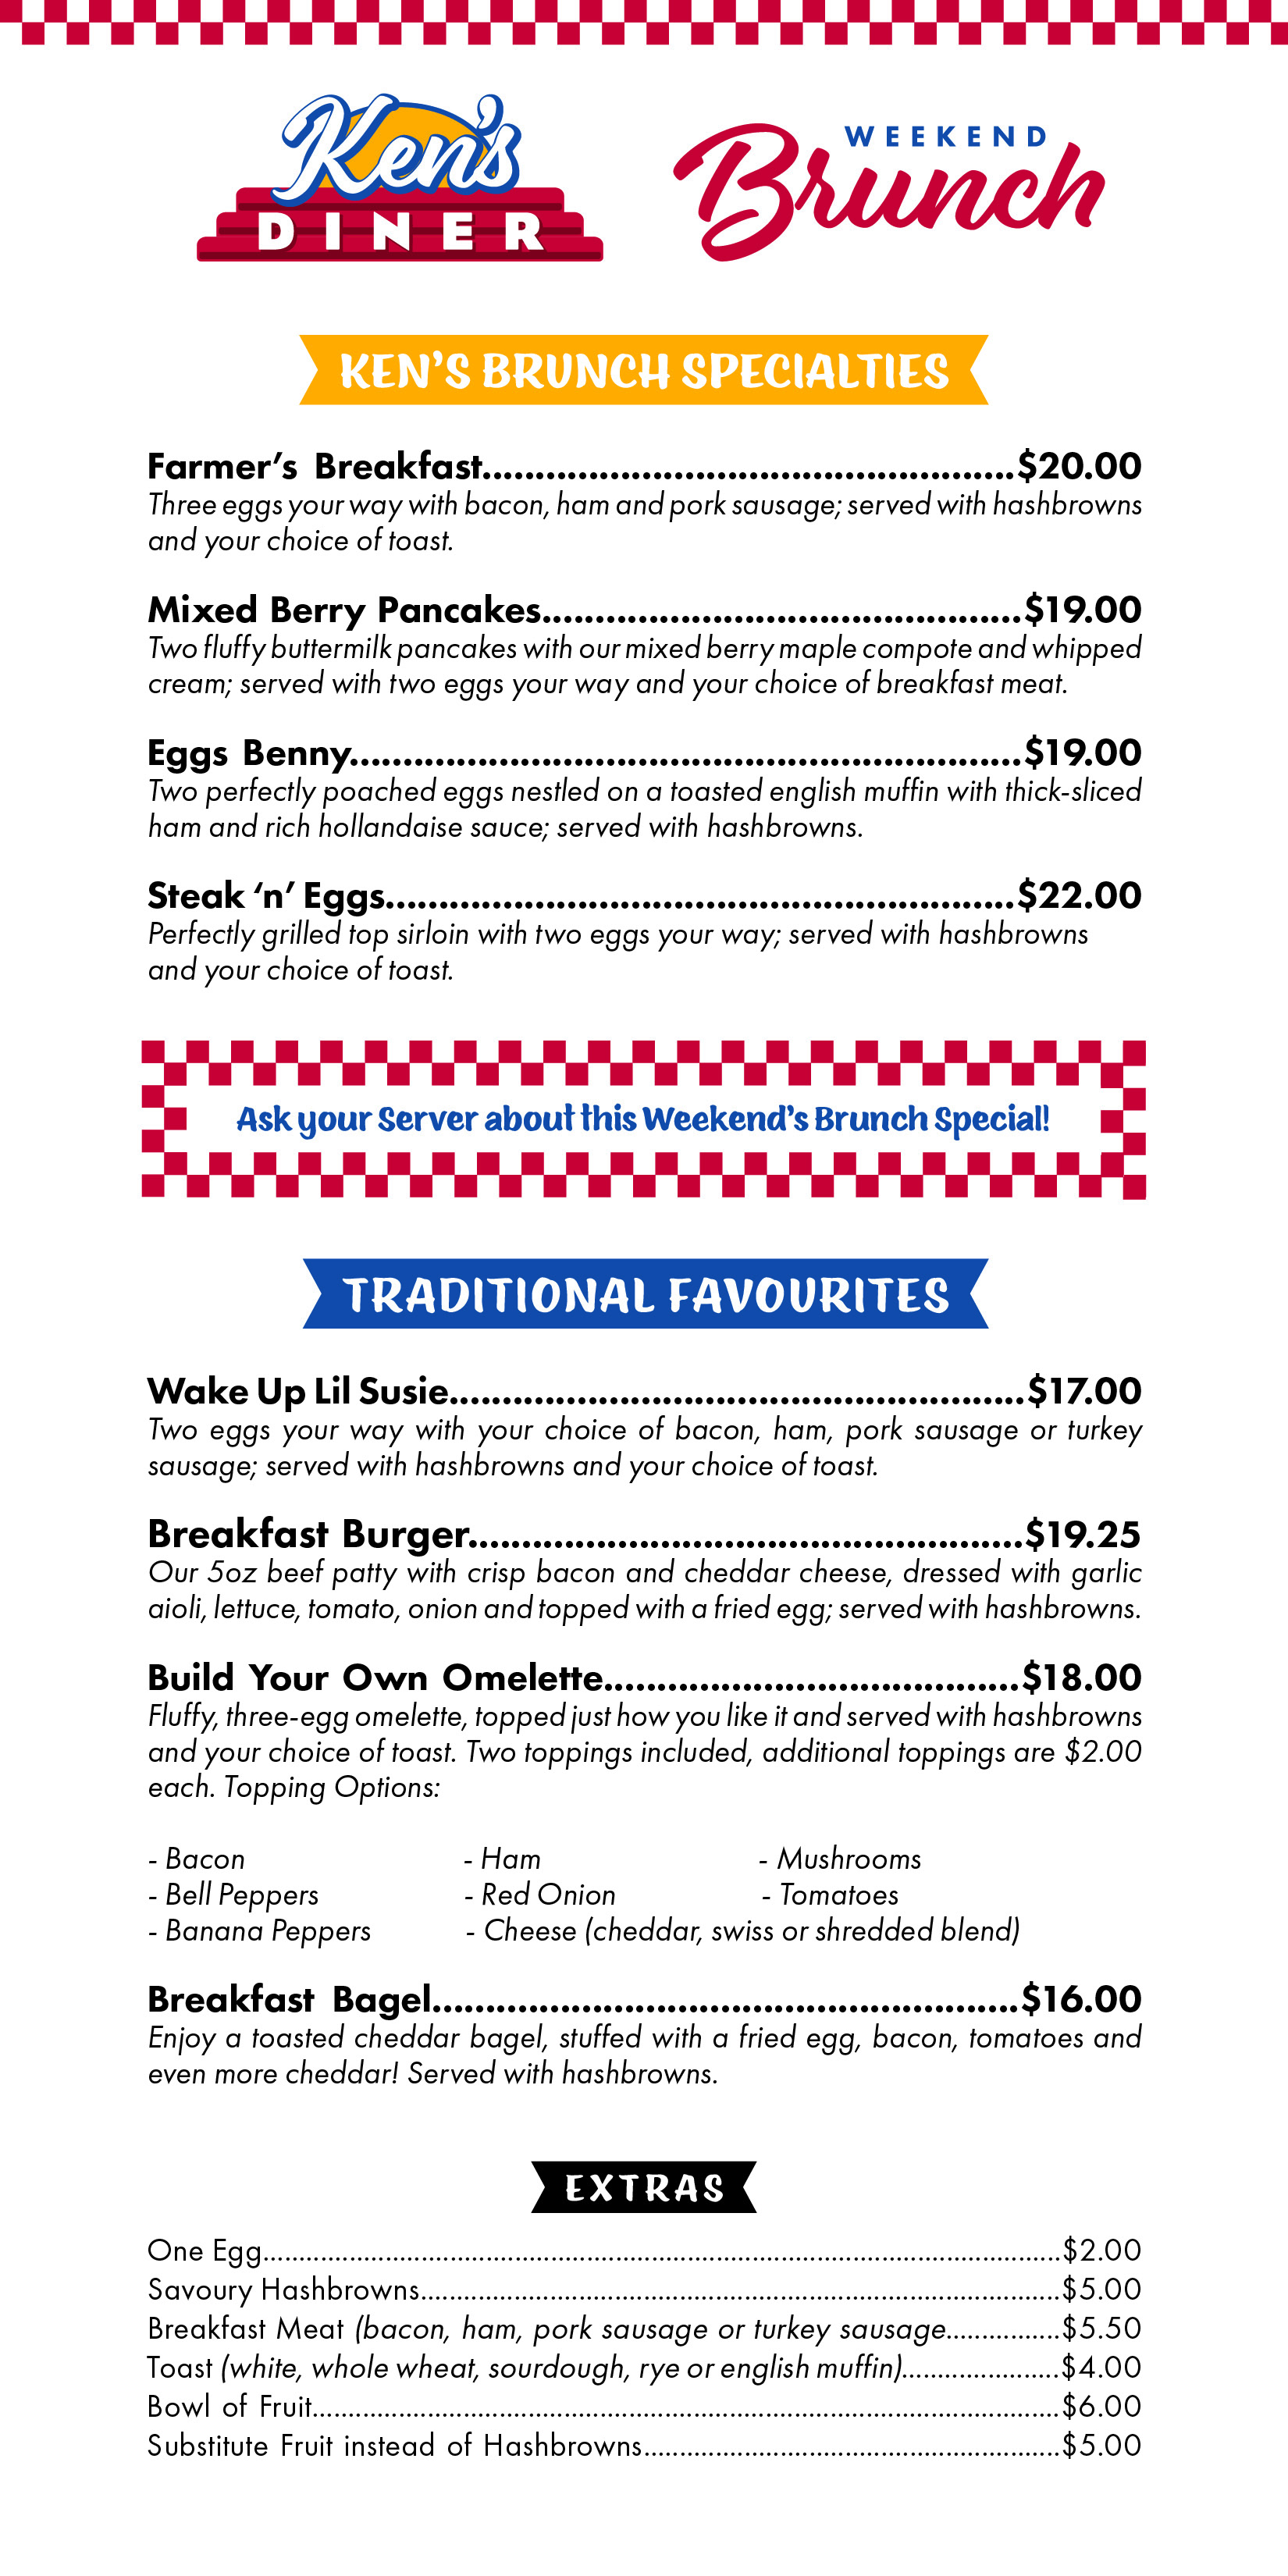 Ken's
DINER
WEEKEND
Brunch
KEN'S BRUNCH SPECIALTIES
Farmer's Breakfast..................................................$20.00
Three eggs your way with bacon, ham and pork sausage; served with hashbrowns
and your choice of toast.
Mixed Berry Pancakes.............................................$19.00
Two fluffy buttermilk pancakes with our mixed berry maple compote and whipped
cream; served with two eggs your way and your choice of breakfast meat.
Eggs Benny...............................................................$19.00
Two perfectly poached eggs nestled on a toasted english muffin with thick-sliced
ham and rich hollandaise sauce; served with hashbrowns.
Steak ‘n’ Eggs...........................................................$22.00
Perfectly grilled top sirloin with two eggs your way; served with hashbrowns
and your choice of toast.
Ask your Server about this Weekend's Brunch Special!
TRADITIONAL FAVOURITES
Wake Up Lil Susie......................................................$17.00
Two eggs your way with your choice of bacon, ham, pork sausage or turkey
sausage; served with hashbrowns and your choice of toast.
Breakfast Burger....................................................$19.25
Our 5oz beef patty with crisp bacon and cheddar cheese, dressed with garlic
aioli, lettuce, tomato, onion and topped with a fried egg; served with hashbrowns.
Build Your Own Omelette.......................................$18.00
Fluffy, three-egg omelette, topped just how you like it and served with hashbrowns
and your choice of toast. Two toppings included, additional toppings are $2.00
each. Topping Options:
- Bacon - Ham - Mushrooms
- Bell Peppers - Red Onion - Tomatoes
- Banana Peppers - Cheese (cheddar, swiss or shredded blend)
Breakfast Bagel.......................................................$16.00
Enjoy a toasted cheddar bagel, stuffed with a fried egg, bacon, tomatoes and
even more cheddar! Served with hashbrowns.
EXTRAS
One Egg...............................................................................................................$2.00
Savoury Hashbrowns.........................................................................................$5.00
Breakfast Meat (bacon, ham, pork sausage or turkey sausage................$5.50
Toast (white, whole wheat, sourdough, rye or english muffin)......................$4.00
Bowl of Fruit........................................................................................................$6.00
Substitute Fruit instead of Hashbrowns..........................................................$5.00